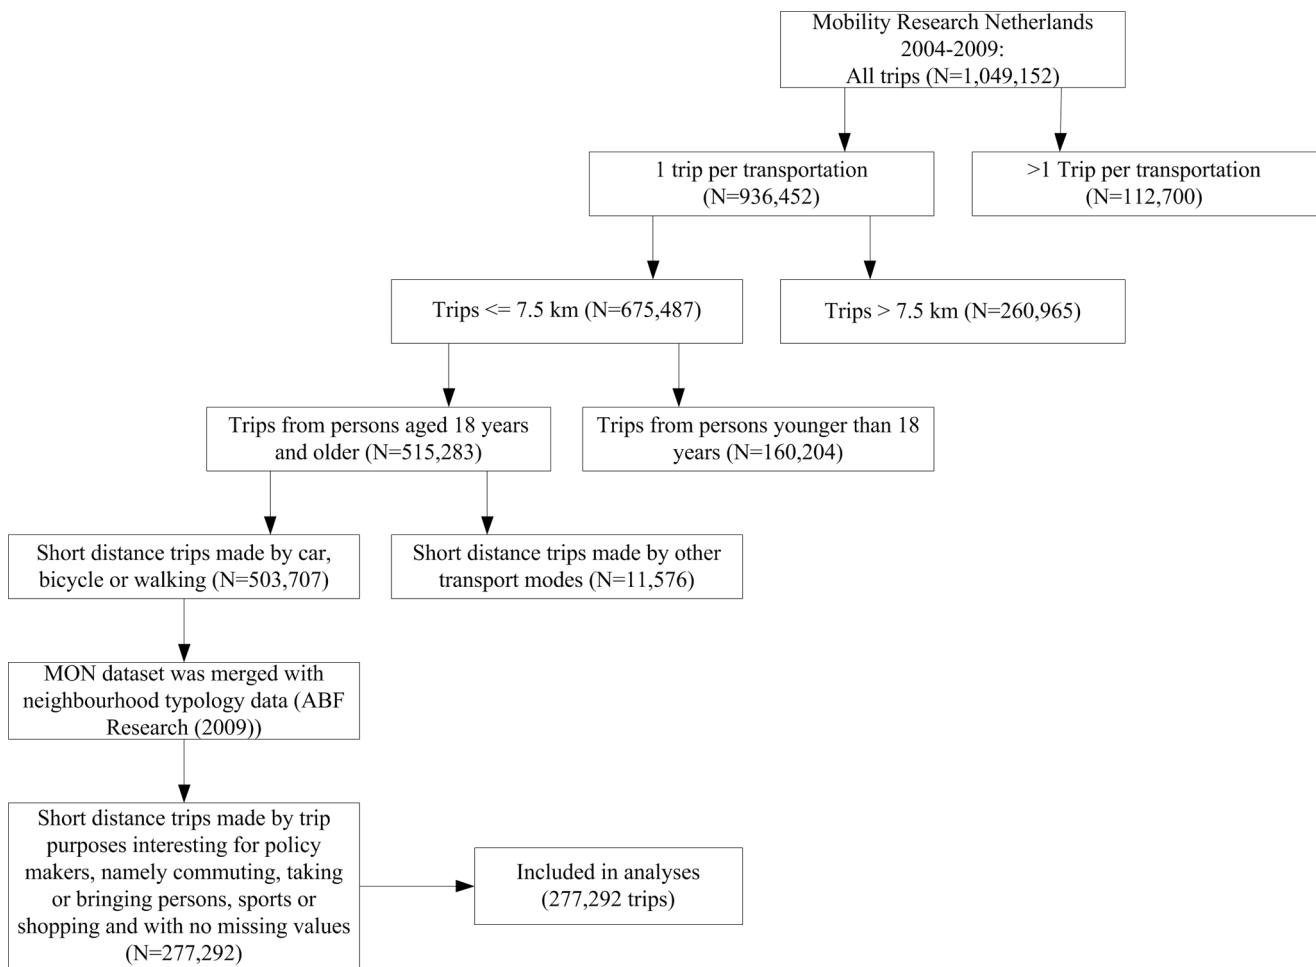 Mobility Research Netherlands
2004-2009:
All trips (N=1,049,152)
1 trip per transportation
(N=936,452)
>1 Trip per transportation
(N=112,700)
Trips <= 7.5 km (N=675,487)
Trips > 7.5 km (N=260,965)
Trips from persons aged 18 years
and older (N=515,283)
Trips from persons younger than 18
years (N=160,204)
Short distance trips made by car,
bicycle or walking (N=503,707)
Short distance trips made by other
transport modes (N=11,576)
MON dataset was merged with
neighbourhood typology data (ABF
Research (2009))
Short distance trips made by trip
purposes interesting for policy
makers, namely commuting, taking
or bringing persons, sports or
shopping and with no missing values
(N=277,292)
Included in analyses
(277,292 trips)